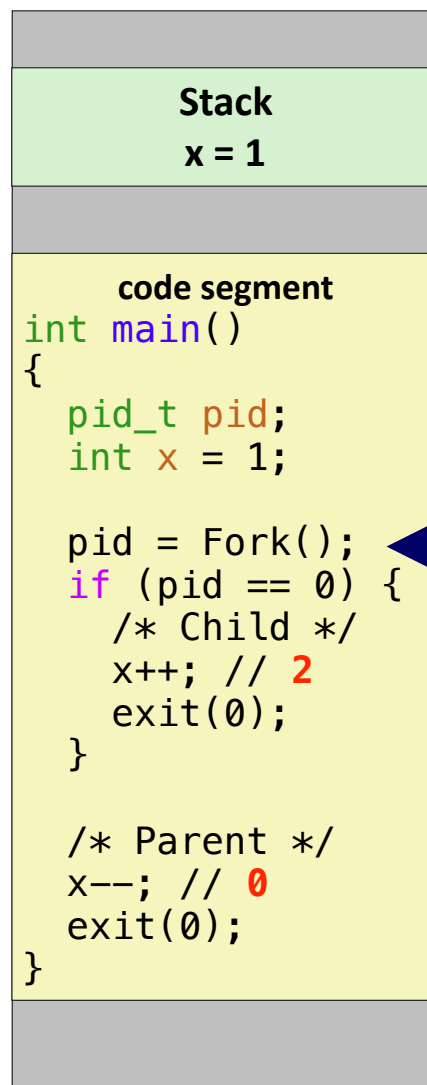 Stack
x = 1
code segment
int main()
{
  pid_t pid;
  int x = 1;

  pid = Fork();
  if (pid == 0) {
    /* Child */
    x++; // 2
    exit(0);
  }

  /* Parent */
  x--; // 0
  exit(0);
}